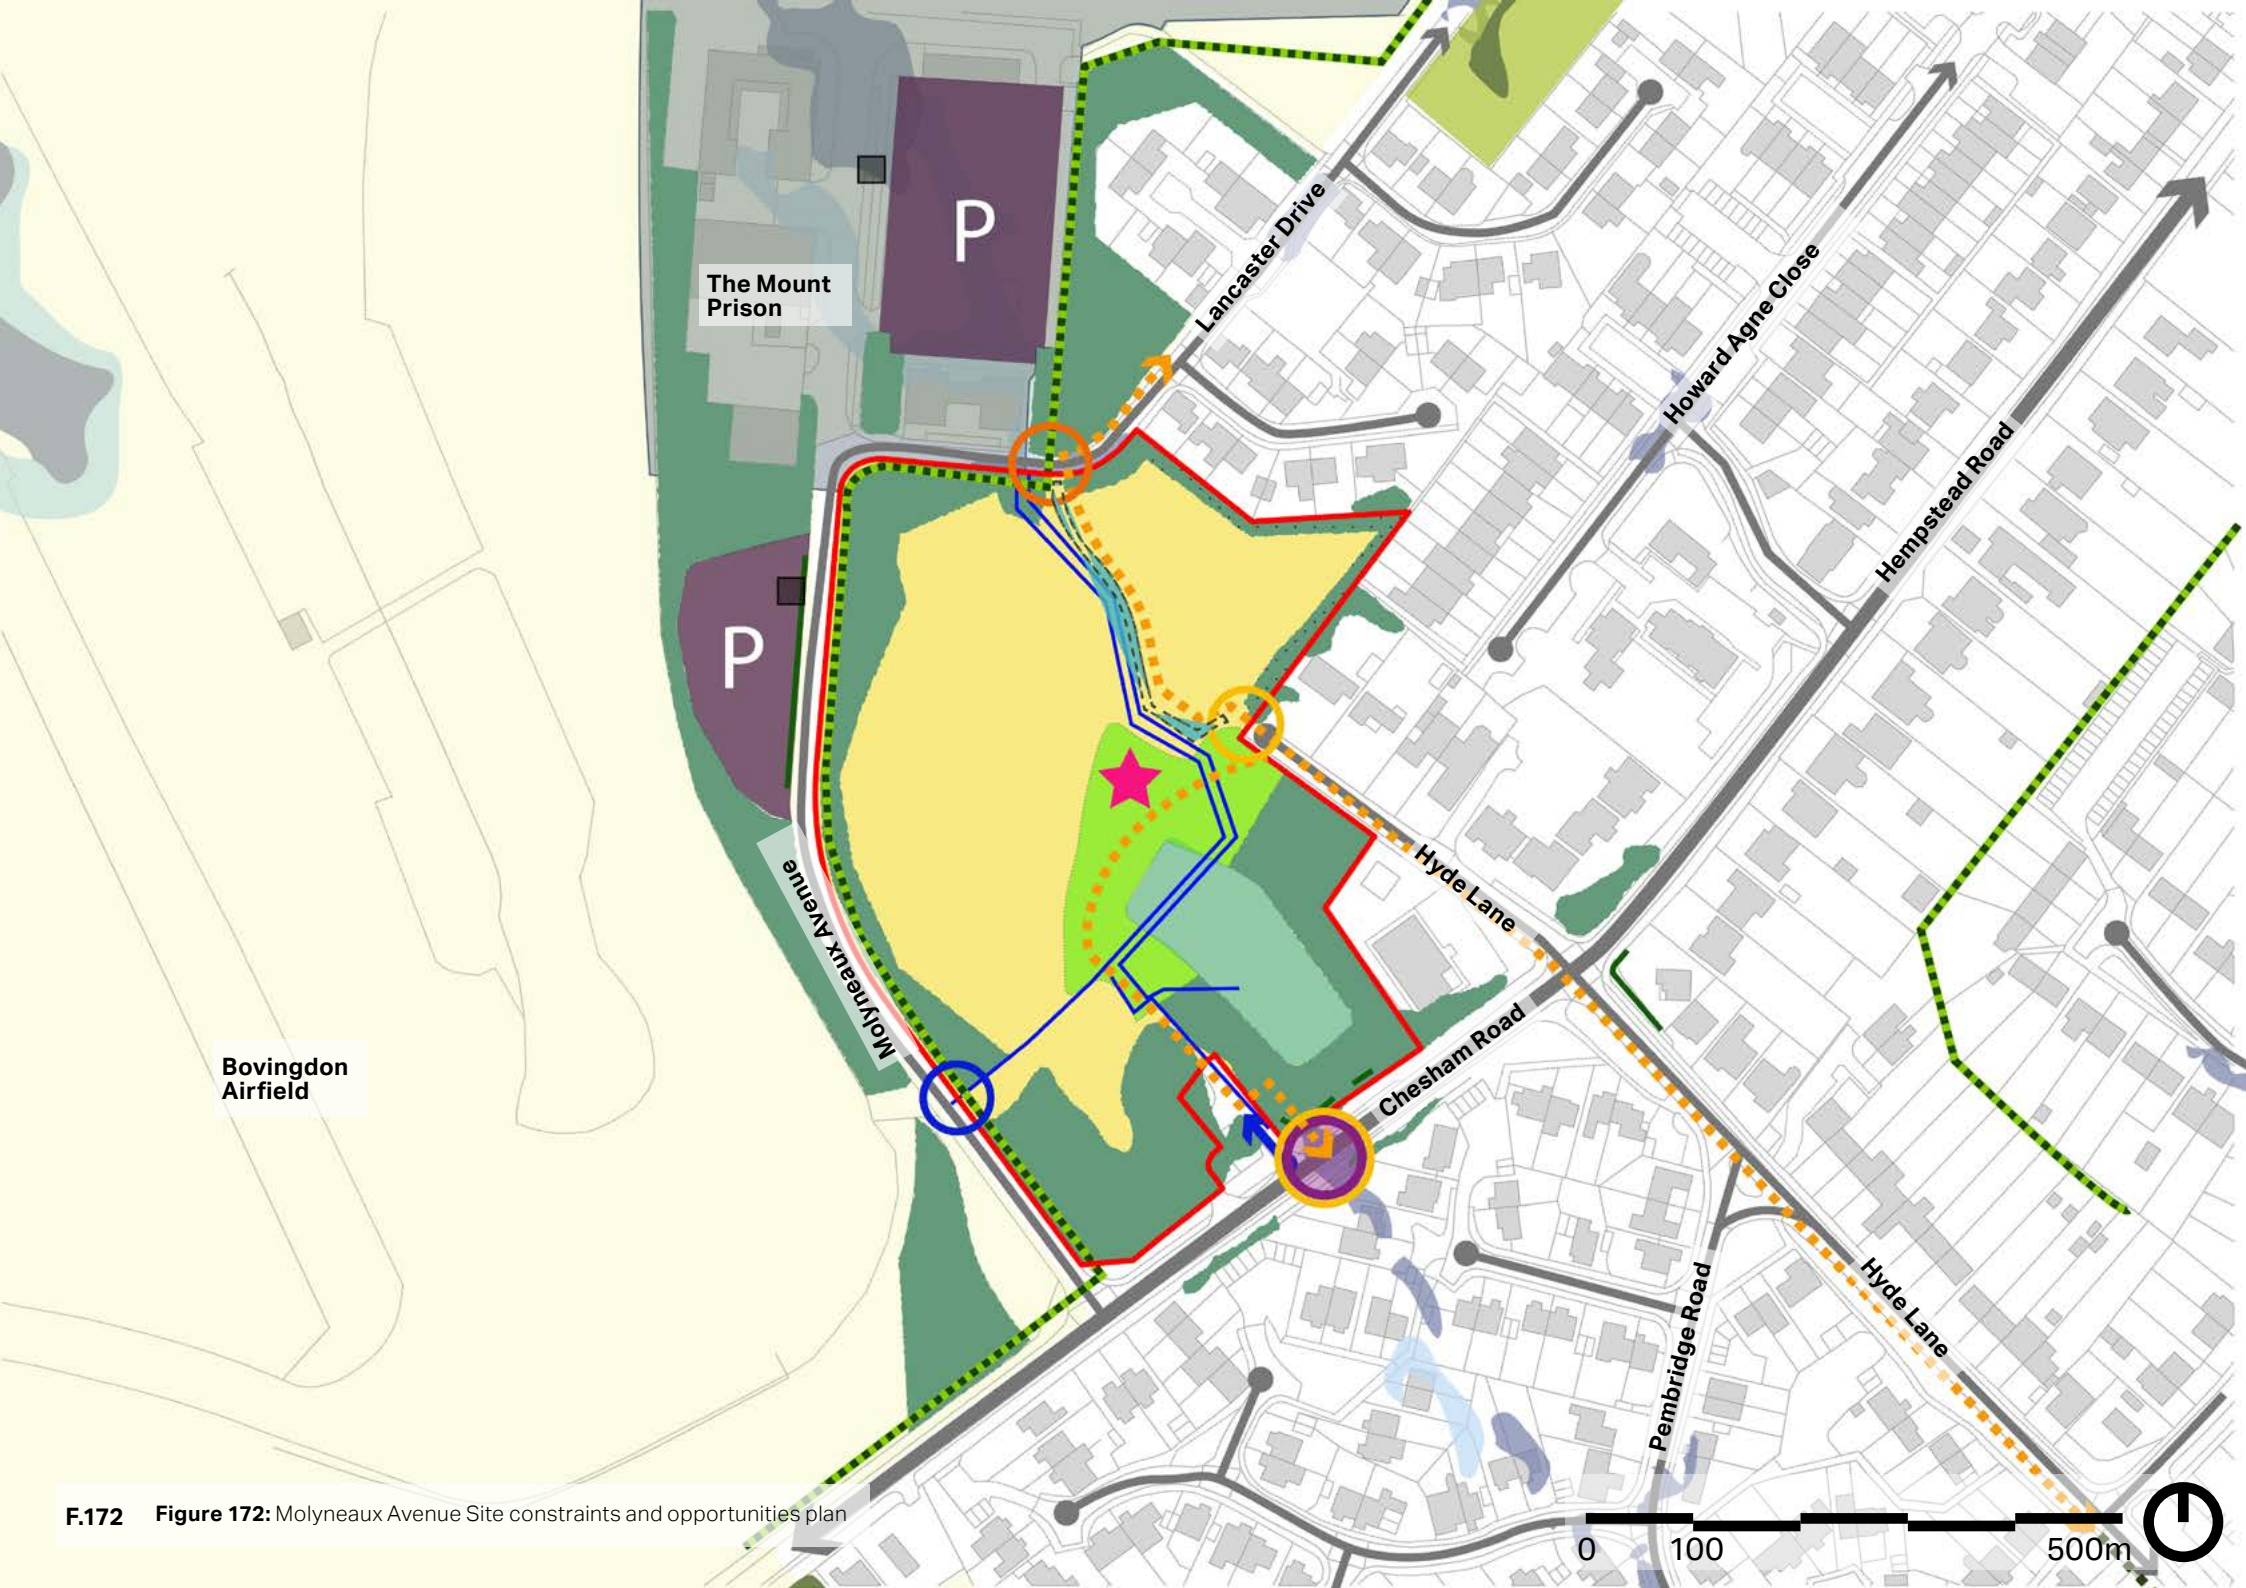 P
The Mount
Prison
Lancaster Drive
Howard Agne Close
Hempstead Road
P
Molyneaux Avenue
Hyde Lane
Bovingdon
Airfield
Chesham Road
Hyde Lane
Pembridge Road
F.172 Figure 172: Molyneaux Avenue Site constraints and opportunities plan
0 100 500m